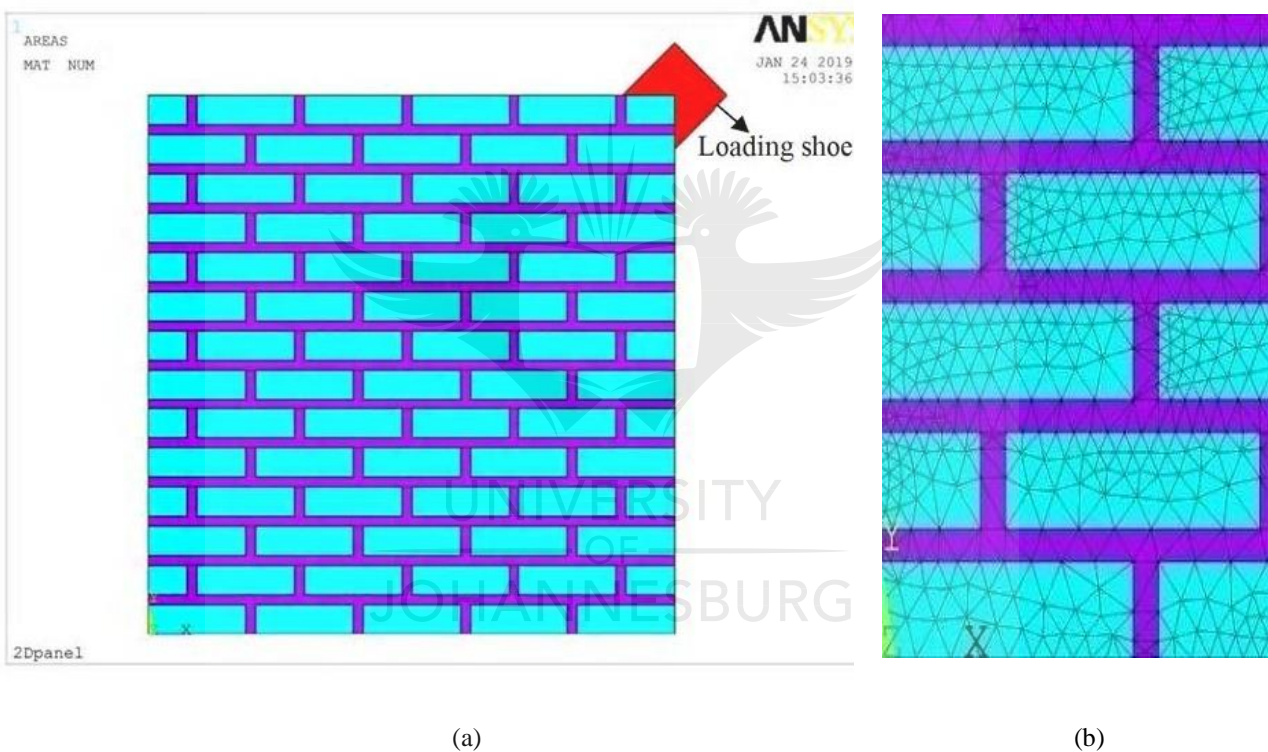 1
AREAS
MAT NUM
ANSYS
JAN 24 2019
15:03:36
Loading shoe
UNIVERSITY
OF
JOHANNESBURG
Y
Z X
2Dpanel
Y
Z X
(a)
(b)